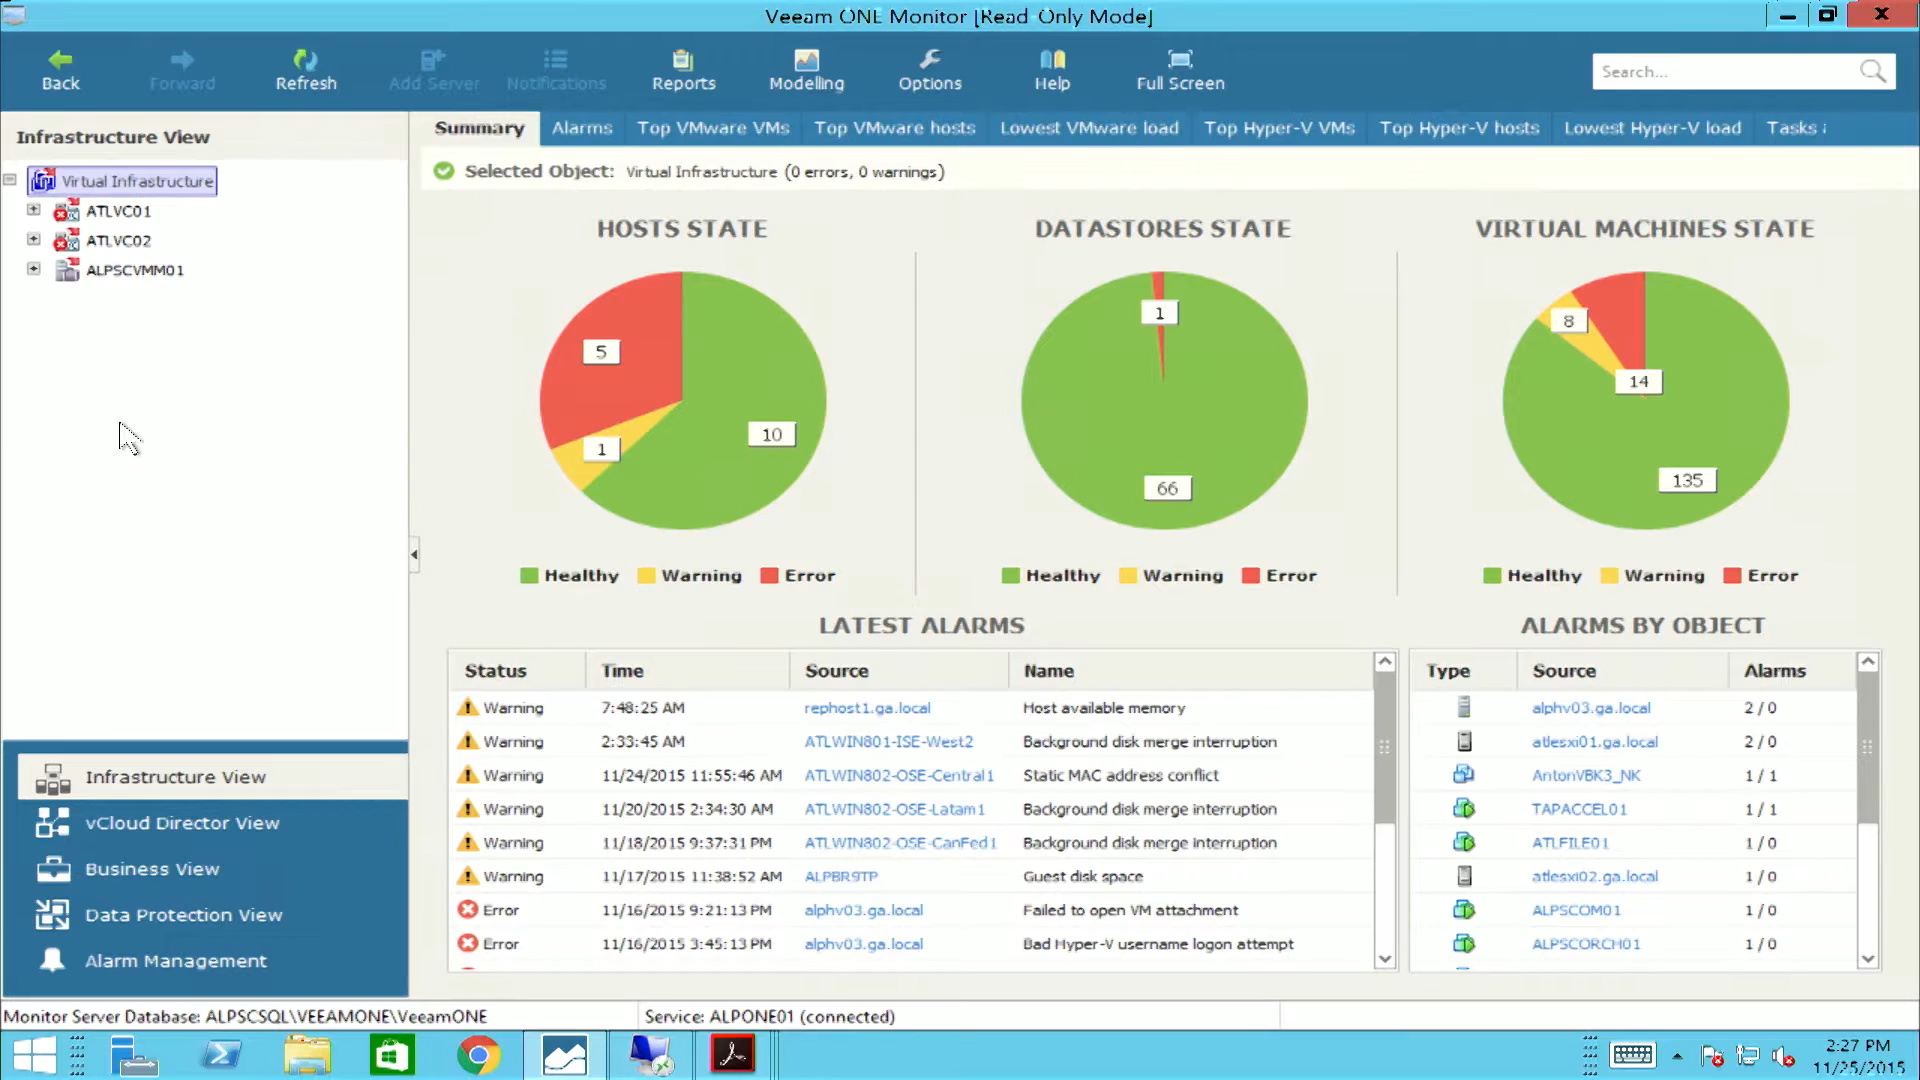 Veeam ONE Monitor [Read Only Mode]
Back
Forward
Refresh
Add Server
Notifications
Reports
Modelling
Options
Help
Full Screen
Search...
Infrastructure View
Virtual Infrastructure
ATLVC01
ATLVC02
ALPSCVMM01
Summary
Alarms
Top VMware VMs
Top VMware hosts
Lowest VMware load
Top Hyper-V VMs
Top Hyper-V hosts
Lowest Hyper-V load
Tasks
Selected Object: Virtual Infrastructure (0 errors, 0 warnings)
HOSTS STATE
5
1
10
Healthy Warning Error
DATASTORES STATE
1
66
Healthy Warning Error
VIRTUAL MACHINES STATE
8
14
135
Healthy Warning Error
LATEST ALARMS
Status Time Source Name
Warning 7:48:25 AM rephost1.ga.local Host available memory
Warning 2:33:45 AM ATLWIN801-ISE-West2 Background disk merge interruption
Warning 11/24/2015 11:55:46 AM ATLWIN802-OSE-Central1 Static MAC address conflict
Warning 11/20/2015 2:34:30 AM ATLWIN802-OSE-Latam1 Background disk merge interruption
Warning 11/18/2015 9:37:31 PM ATLWIN802-OSE-CanFed1 Background disk merge interruption
Warning 11/17/2015 11:38:52 AM ALPBR9TP Guest disk space
Error 11/16/2015 9:21:13 PM alphv03.ga.local Failed to open VM attachment
Error 11/16/2015 3:45:13 PM alphv03.ga.local Bad Hyper-V username logon attempt
ALARMS BY OBJECT
Type Source Alarms
alphv03.ga.local 2 / 0
atlesxi01.ga.local 2 / 0
AntonVBK3_NK 1 / 1
TAPACCEL01 1 / 1
ATLFILE01 1 / 0
atlesxi02.ga.local 1 / 0
ALPSCOM01 1 / 0
ALPSCORCH01 1 / 0
Infrastructure View
vCloud Director View
Business View
Data Protection View
Alarm Management
Monitor Server Database: ALPSCSQL\VEEAMONE\VeeamONE
Service: ALPONE01 (connected)
2:27 PM
11/25/2015